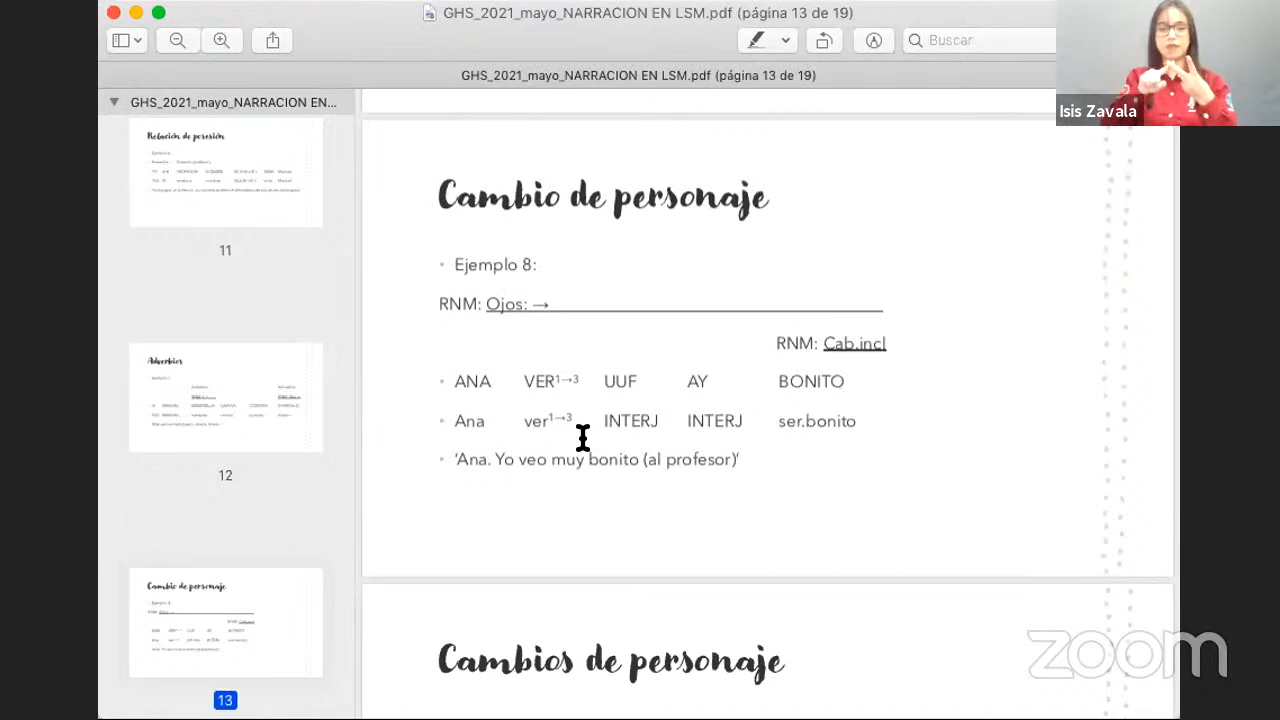 GHS_2021_mayo_NARRACION EN LSM.pdf (página 13 de 19)
Buscar
GHS_2021_mayo_NARRACION EN LSM.pdf (página 13 de 19)
Isis Zavala
GHS_2021_mayo_NARRACION EN...
Relación de posesión
11
Adverbios
12
Cambio de personaje
13
Cambio de personaje
• Ejemplo 8:
RNM: Ojos: →
RNM: Cab.incl
• ANA VER1→3 UUF AY BONITO
• Ana ver1→3 INTERJ INTERJ ser.bonito
• ‘Ana. Yo veo muy bonito (al profesor)’
Cambios de personaje
zoom